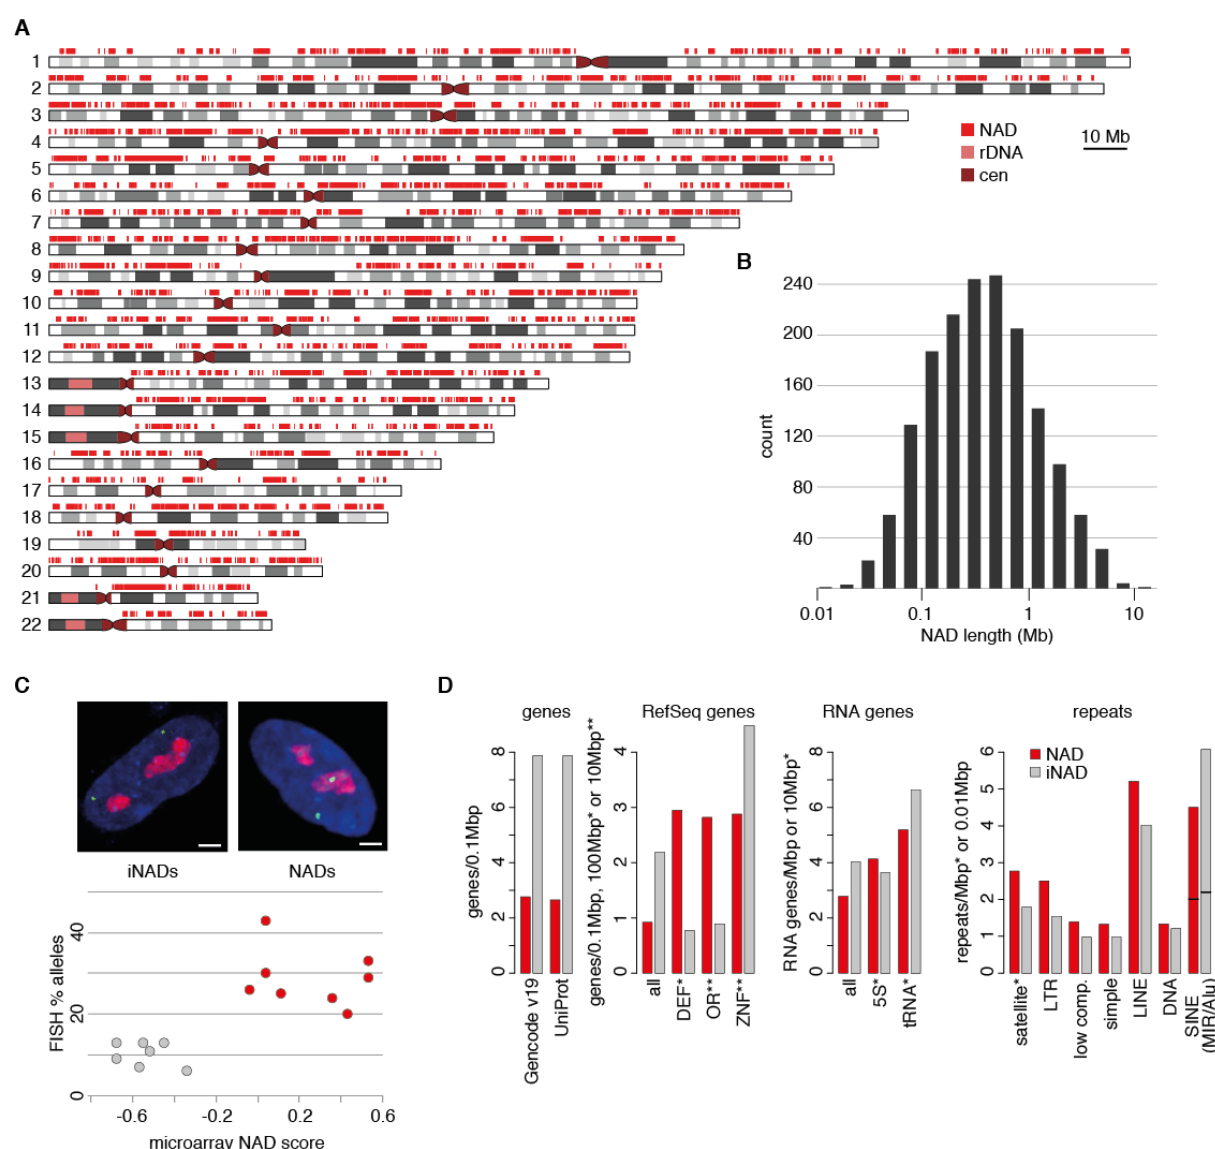 A
1
2
3
4
5
6
7
8
9
10
11
12
13
14
15
16
17
18
19
20
21
22
NAD
rDNA
cen
10 Mb
B
count
240
200
160
120
80
40
0.01
0.1
1
10
NAD length (Mb)
C
iNADs
NADs
FISH % alleles
40
20
0
-0.6
-0.2
0.2
0.6
microarray NAD score
D
genes
genes/0.1Mbp
8
6
4
2
0
Gencode v19
UniProt
RefSeq genes
genes/0.1Mbp, 100Mbp* or 10Mbp**
4
3
2
1
0
all
DEF*
OR**
ZNF**
RNA genes
RNA genes/Mbp or 10Mbp*
8
6
4
2
0
all
5S*
tRNA*
repeats
NAD
iNAD
repeats/Mbp* or 0.01Mbp
6
5
4
3
2
1
0
satellite*
LTR
low comp.
simple
LINE
DNA
SINE
(MIR/Alu)